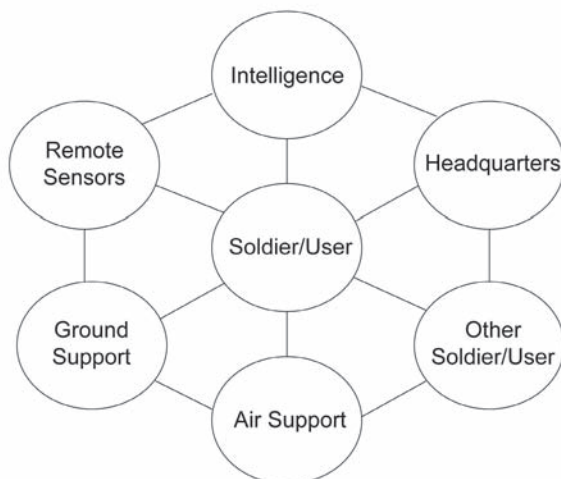 Intelligence
Remote
Sensors
Headquarters
Soldier/User
Ground
Support
Other
Soldier/User
Air Support